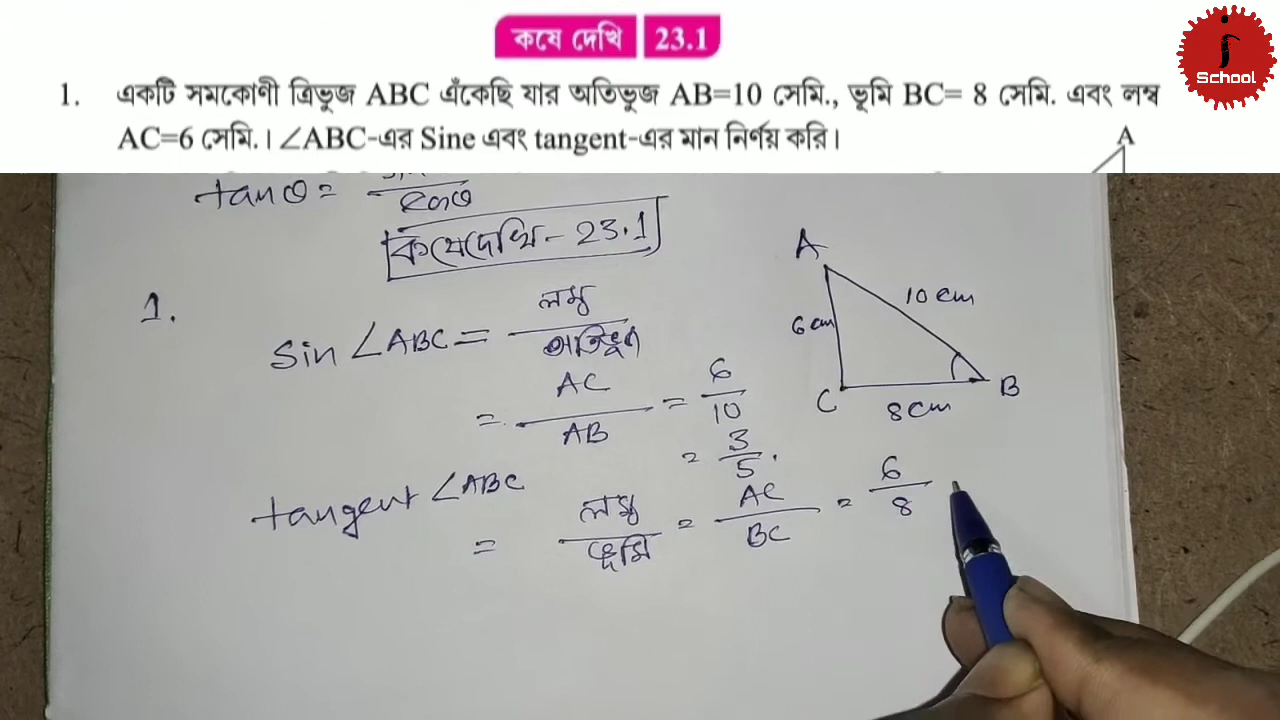 কষে দেখি 23.1
School
1. একটি সমকোণী ত্রিভুজ ABC এঁকেছি যার অতিভুজ AB=10 সেমি., ভূমি BC= 8 সেমি. এবং লম্ব
AC=6 সেমি.। ∠ABC-এর Sine এবং tangent-এর মান নির্ণয় করি।
A
tanθ =
cosθ
কষেদেখি - 23.1
1.
sin ∠ABC = লম্ব / অতিভূজ
= AC / AB = 6 / 10
= 3 / 5 .
tangent ∠ABC
= লম্ব / ভূমি = AC / BC = 6 / 8
A
10 cm
6 cm
C
8 cm
B